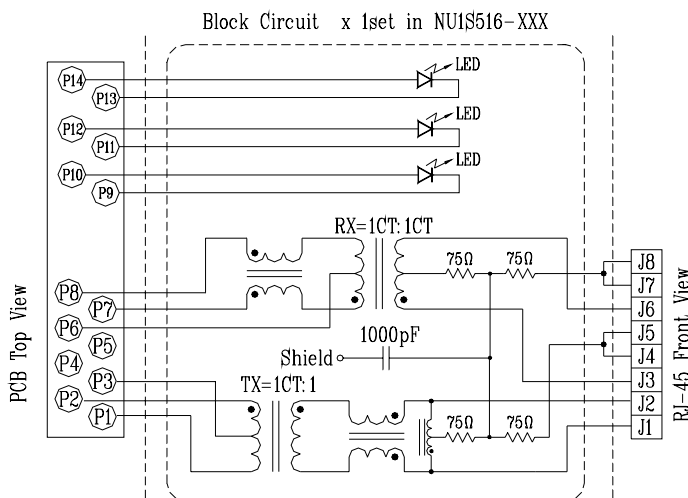 Block Circuit x 1set in NU1S516-XXX
P14
LED
P13
P12
LED
P11
P10
LED
P9
RX=1CT:1CT
75Ω
75Ω
J8
J7
P8
P7
J6
P6
1000pF
J5
P5
Shield
J4
P4
TX=1CT:1
P3
J3
P2
J2
P1
75Ω
75Ω
J1
PCB Top View
RJ-45 Front View